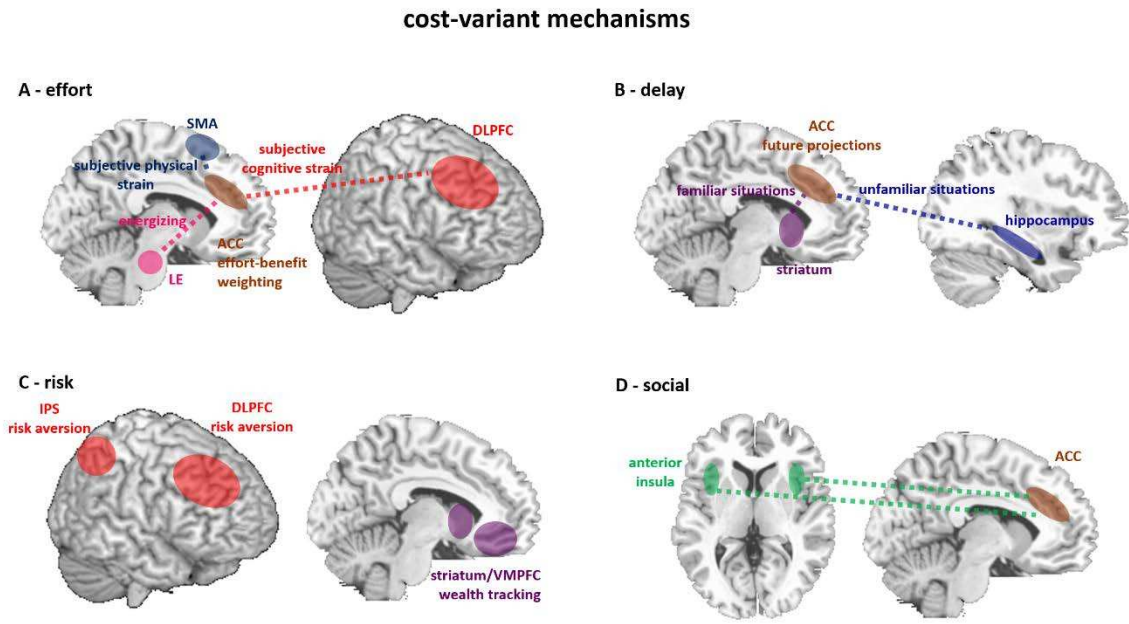 cost-variant mechanisms
A - effort
SMA
subjective physical
strain
subjective
cognitive strain
DLPFC
energizing
LE
ACC
effort-benefit
weighting
B - delay
ACC
future projections
familiar situations
unfamiliar situations
hippocampus
striatum
C - risk
IPS
risk aversion
DLPFC
risk aversion
striatum/VMPFC
wealth tracking
D - social
anterior
insula
ACC